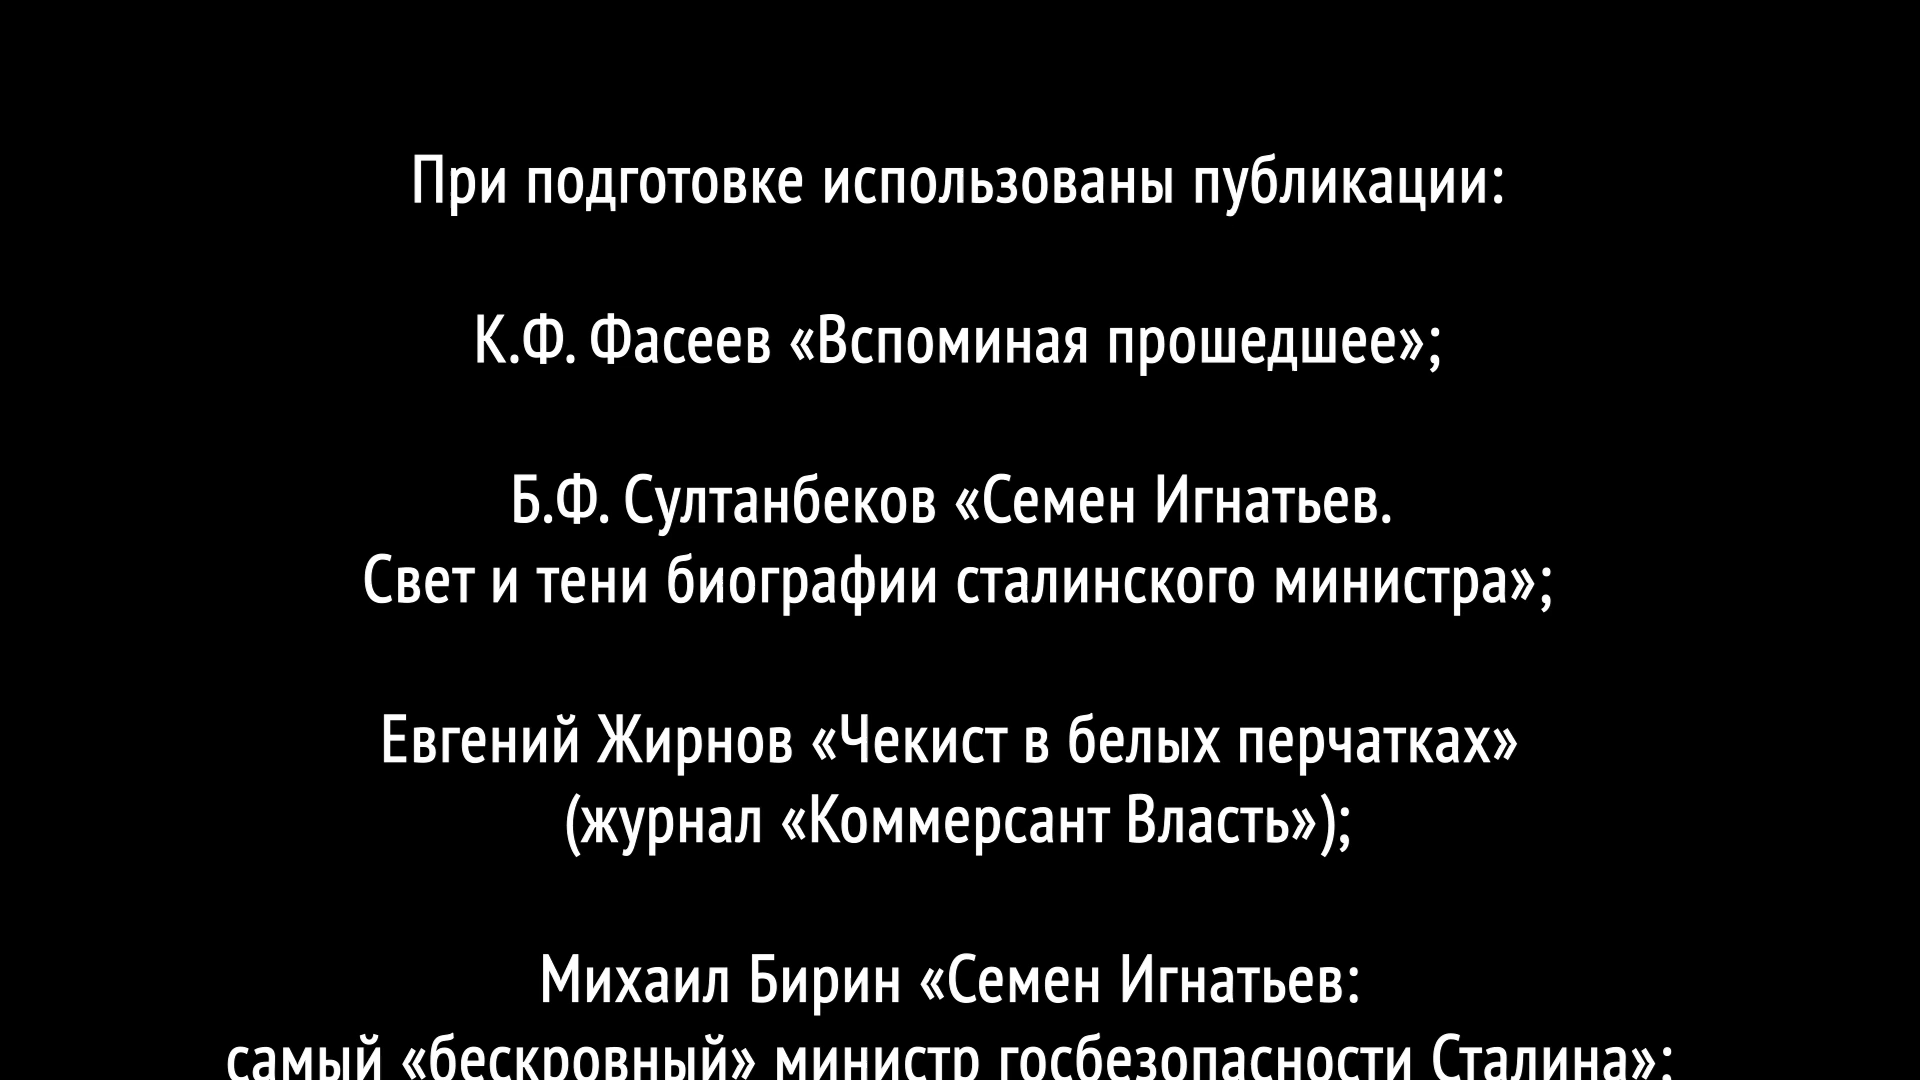 При подготовке использованы публикации:
К.Ф. Фасеев «Вспоминая прошедшее»;
Б.Ф. Султанбеков «Семен Игнатьев.
Свет и тени биографии сталинского министра»;
Евгений Жирнов «Чекист в белых перчатках»
(журнал «Коммерсант Власть»);
Михаил Бирин «Семен Игнатьев:
самый «бескровный» министр госбезопасности Сталина»;